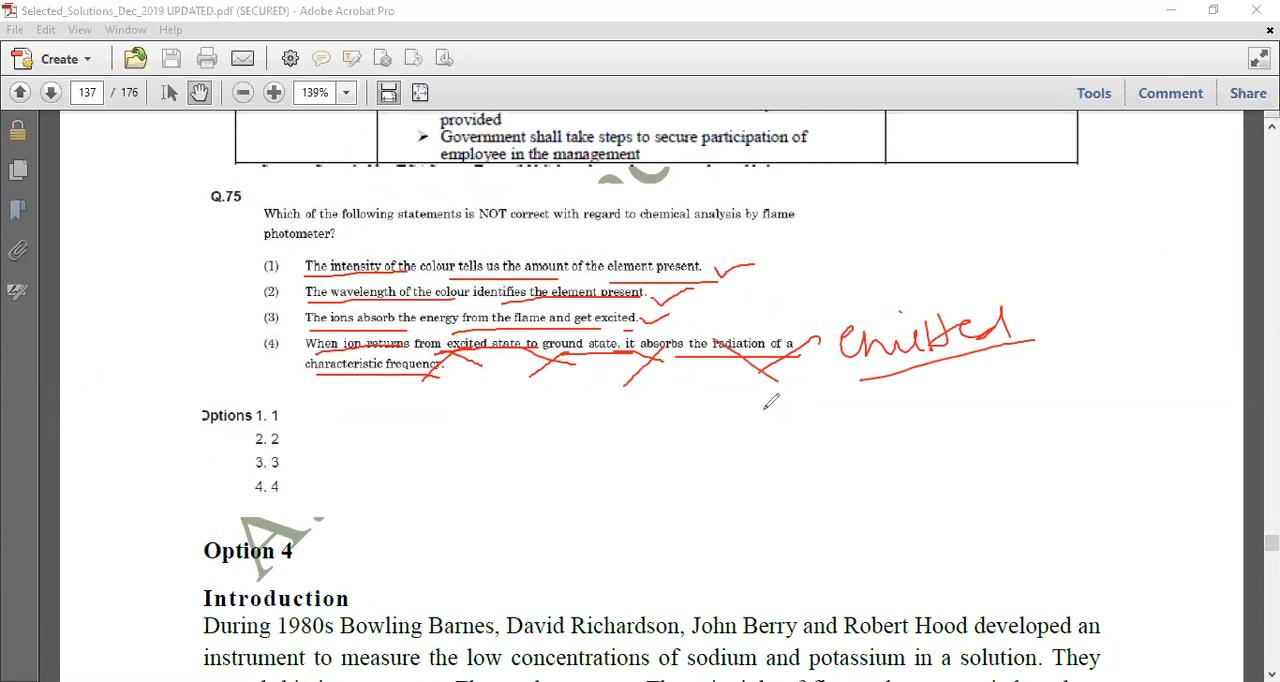 Selected_Solutions_Dec_2019 UPDATED.pdf (SECURED) - Adobe Acrobat Pro
File Edit View Window Help
Create
137 / 176 139% Tools Comment Share
provided
➤ Government shall take steps to secure participation of
employee in the management
Q.75
Which of the following statements is NOT correct with regard to chemical analysis by flame
photometer?
(1) The intensity of the colour tells us the amount of the element present.
(2) The wavelength of the colour identifies the element present.
(3) The ions absorb the energy from the flame and get excited.
(4) When ion returns from excited state to ground state, it absorbs the radiation of a
characteristic frequency.
emitted
Options 1. 1
2. 2
3. 3
4. 4
Option 4
Introduction
During 1980s Bowling Barnes, David Richardson, John Berry and Robert Hood developed an
instrument to measure the low concentrations of sodium and potassium in a solution. They